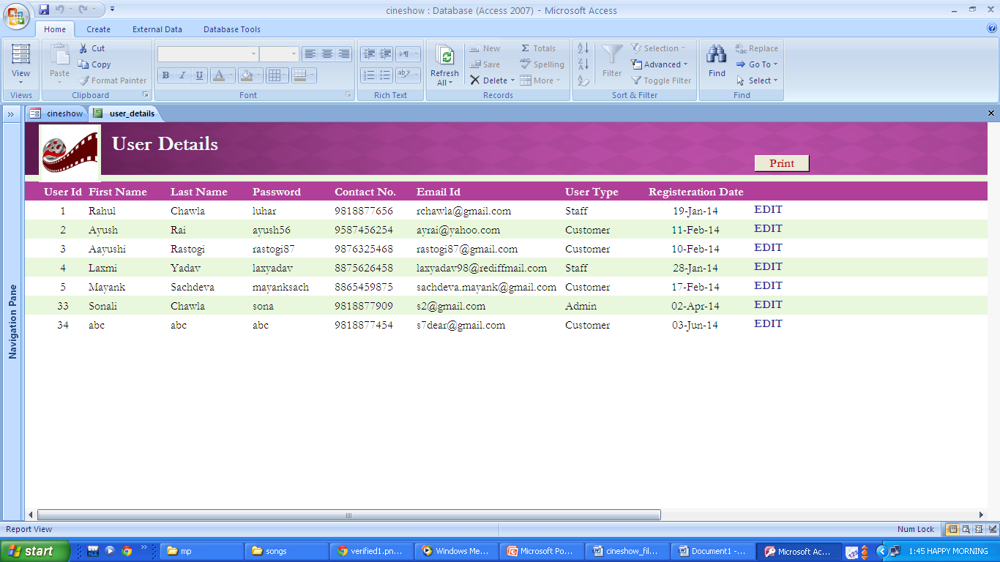 cineshow : Database (Access 2007) - Microsoft Access
Home Create External Data Database Tools
View Paste Cut Copy Format Painter
B I U
Refresh All New Save Delete Totals Spelling More
Filter Selection Advanced Toggle Filter
Find Replace Go To Select
Views Clipboard Font Rich Text Records Sort & Filter Find
cineshow user_details
Navigation Pane
User Details
Print
User Id First Name Last Name Password Contact No. Email Id User Type Registeration Date
1 Rahul Chawla luhar 9818877656 rchawla@gmail.com Staff 19-Jan-14 EDIT
2 Ayush Rai ayush56 9587456254 ayrai@yahoo.com Customer 11-Feb-14 EDIT
3 Aayushi Rastogi rastogi87 9876325468 rastogi87@gmail.com Customer 10-Feb-14 EDIT
4 Laxmi Yadav laxyadav 8875626458 laxyadav98@rediffmail.com Staff 28-Jan-14 EDIT
5 Mayank Sachdeva mayanksach 8865459875 sachdeva.mayank@gmail.com Customer 17-Feb-14 EDIT
33 Sonali Chawla sona 9818877909 s2@gmail.com Admin 02-Apr-14 EDIT
34 abc abc abc 9818877454 s7dear@gmail.com Customer 03-Jun-14 EDIT
Report View Num Lock
start mp songs verified1.pn... Windows Me... Microsoft Po... cineshow_fil... Document1 -... Microsoft Ac... 1:45 HAPPY MORNING